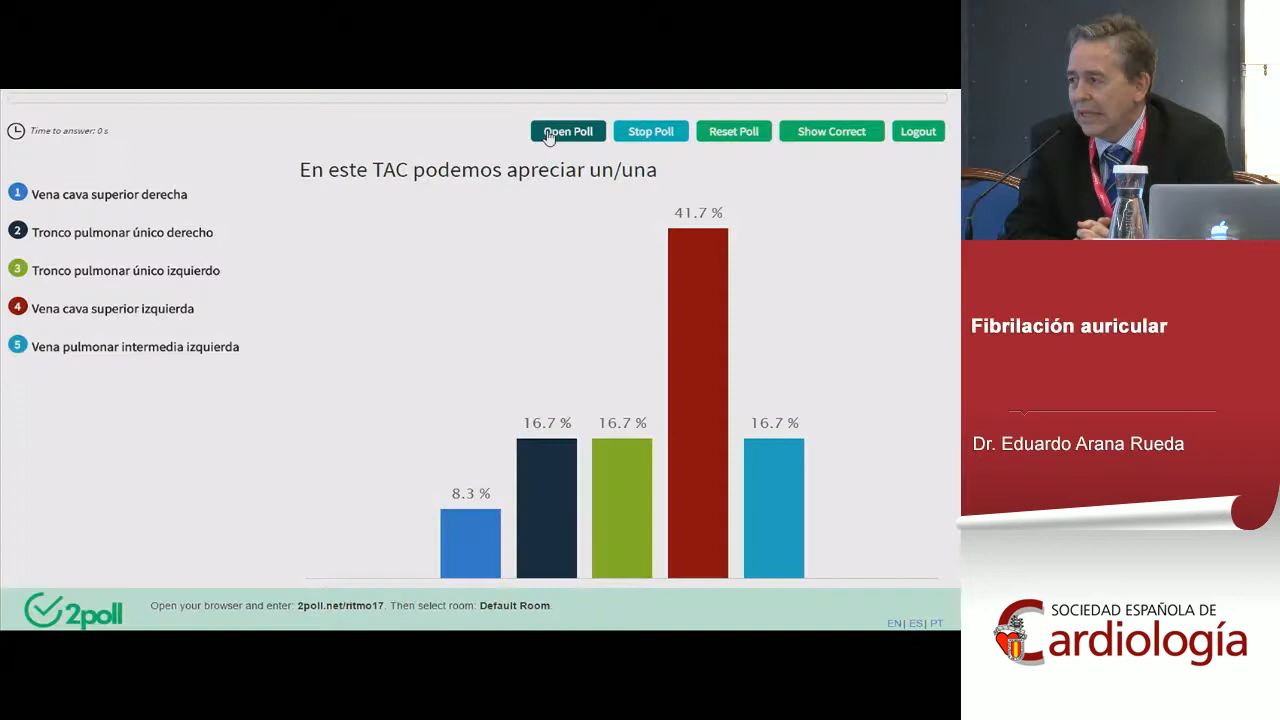 Time to answer: 0 s
Open Poll
Stop Poll
Reset Poll
Show Correct
Logout
En este TAC podemos apreciar un/una
1 Vena cava superior derecha
2 Tronco pulmonar único derecho
3 Tronco pulmonar único izquierdo
4 Vena cava superior izquierda
5 Vena pulmonar intermedia izquierda
8.3 %
16.7 %
16.7 %
41.7 %
16.7 %
2poll
Open your browser and enter: 2poll.net/ritmo17. Then select room: Default Room.
EN| ES| PT
Fibrilación auricular
Dr. Eduardo Arana Rueda
SOCIEDAD ESPAÑOLA DE
Cardiología